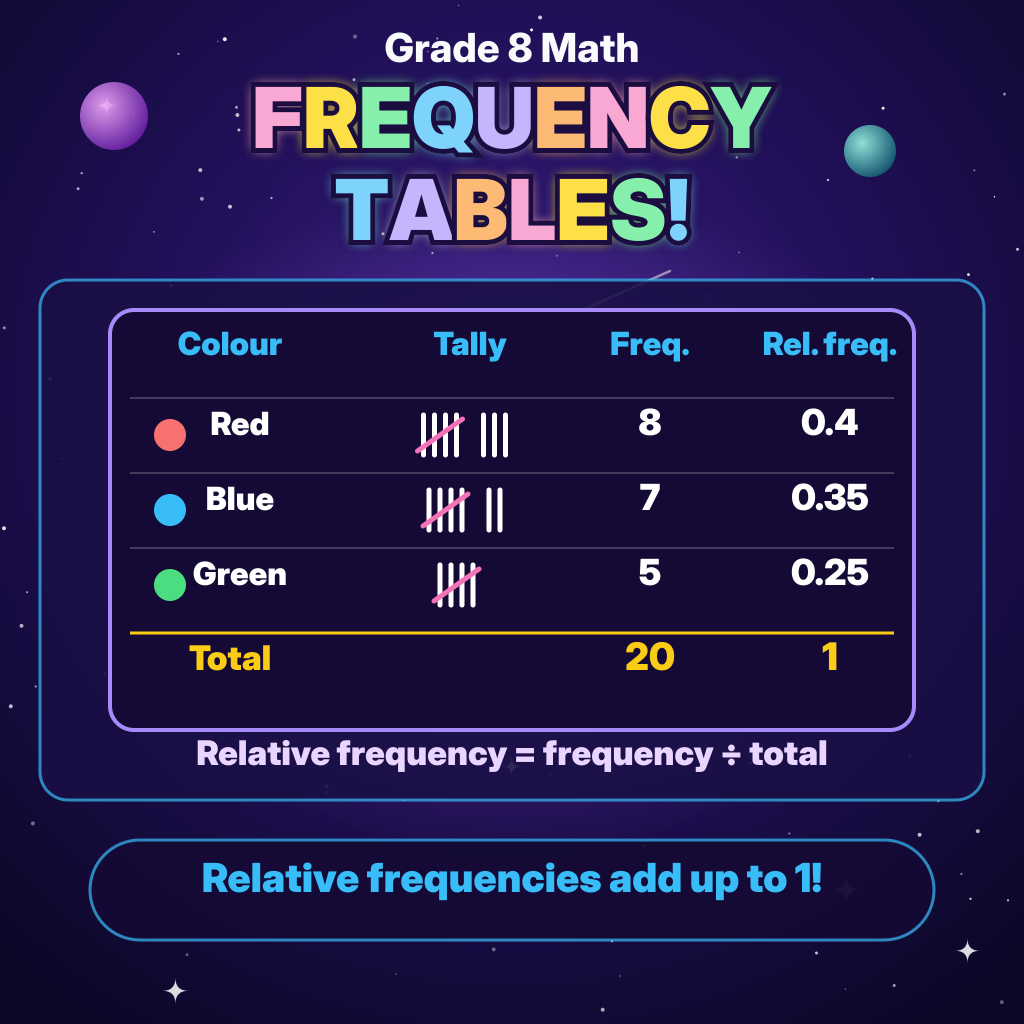 Grade 8 Math
FREQUENCY
TABLES!
Colour Tally Freq. Rel. freq.
Red 8 0.4
Blue 7 0.35
Green 5 0.25
Total 20 1
Relative frequency = frequency ÷ total
Relative frequencies add up to 1!